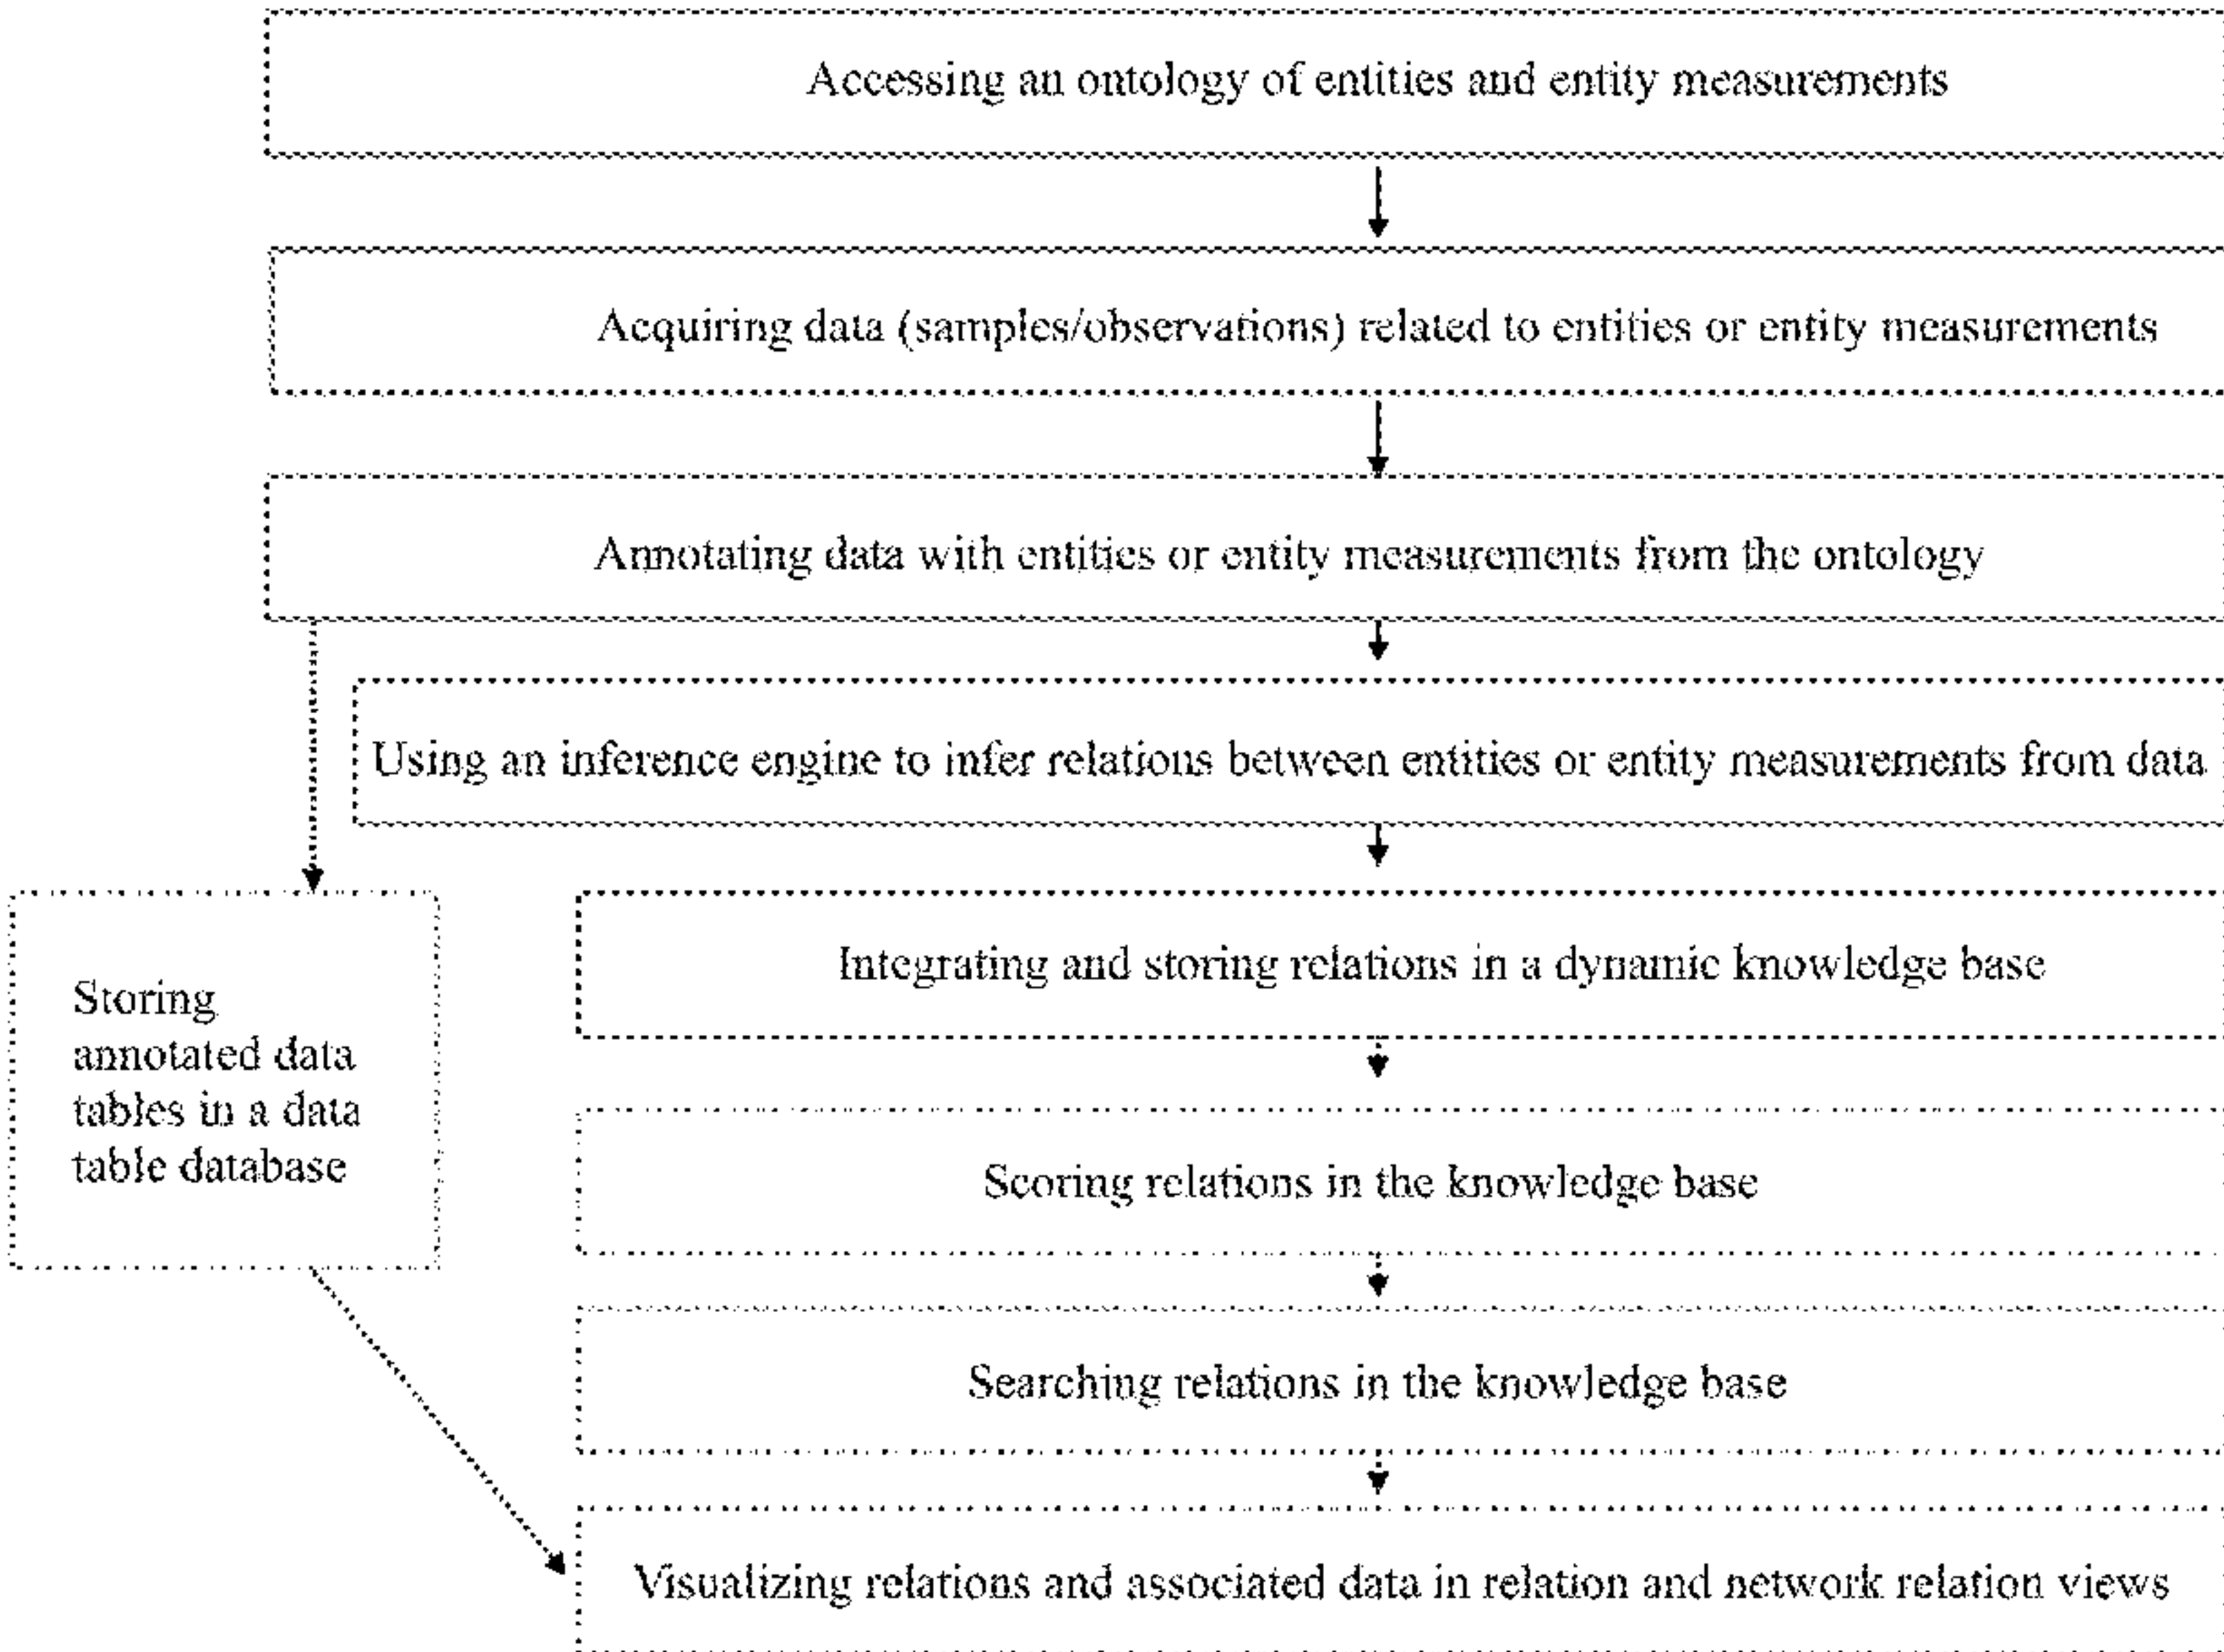 Accessing an ontology of entities and entity measurements
Acquiring data (samples/observations) related to entities or entity measurements
Annotating data with entities or entity measurements from the ontology
Using an inference engine to infer relations between entities or entity measurements from data
Integrating and storing relations in a dynamic knowledge base
Storing
annotated data
tables in a data
table database
Scoring relations in the knowledge base
Searching relations in the knowledge base
Visualizing relations and associated data in relation and network relation views